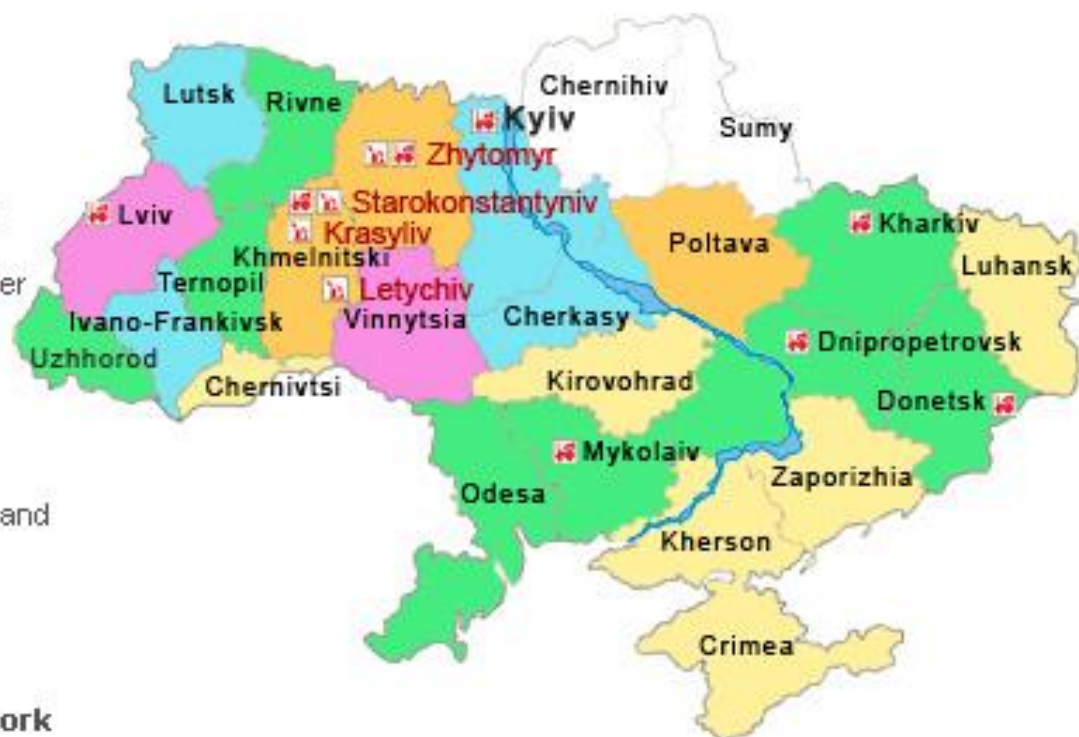 Chernihiv
Lutsk
Rivne
Kyiv
Sumy
Zhytomyr
Starokonstantyniv
Lviv
Kharkiv
Krasyliv
Poltava
Khmelnitski
Luhansk
Ternopil
er
Letychiv
Ivano-Frankivsk
Vinnytsia
Cherkasy
Dnipropetrovsk
Uzhhorod
Chernivtsi
Kirovohrad
Donetsk
Mykolaiv
Zaporizhia
Odesa
and
Kherson
Crimea
ork